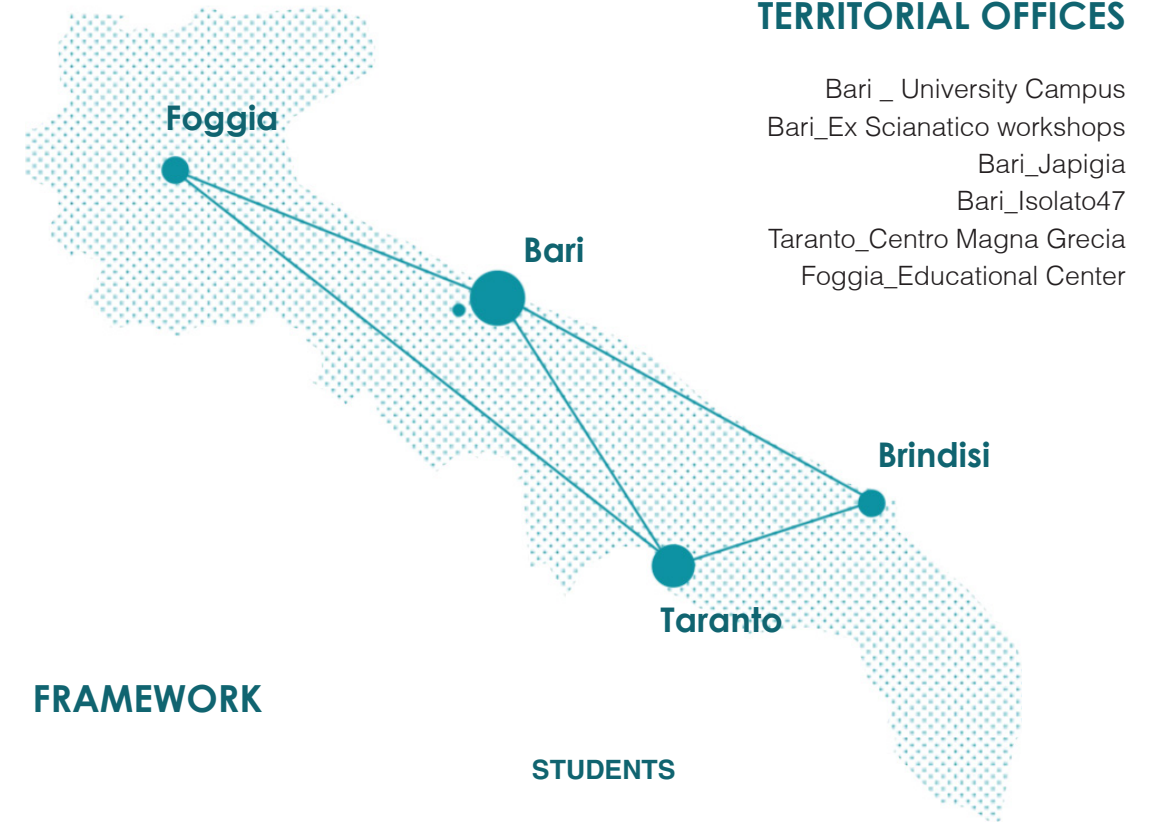 TERRITORIAL OFFICES
Bari _ University Campus
Bari_Ex Scianatico workshops
Bari_Japigia
Bari_Isolato47
Taranto_Centro Magna Grecia
Foggia_Educational Center
Foggia
Bari
Brindisi
Taranto
FRAMEWORK
STUDENTS